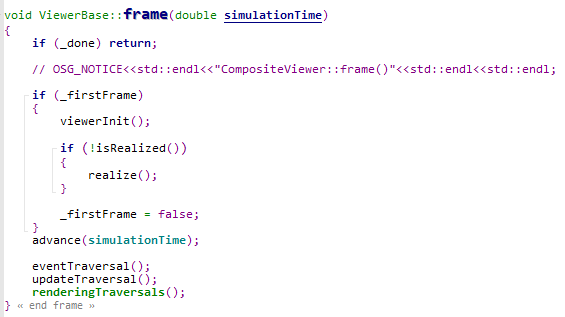 void ViewerBase::frame(double simulationTime)
{
if (_done) return;
// OSG_NOTICE<<std::endl<<"CompositeViewer::frame()"<<std::endl<<std::endl;
if (_firstFrame)
{
viewerInit();
if (!isRealized())
{
realize();
}
_firstFrame = false;
}
advance(simulationTime);
eventTraversal();
updateTraversal();
renderingTraversals();
} « end frame »